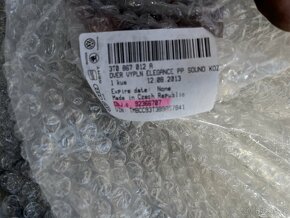 3T0 867 012 A
DVER VYPLN ELEGANCE PP SOUND KOZ
1 kus 12.08.2013
Expire date: None
Made in Czech Republic
92366707